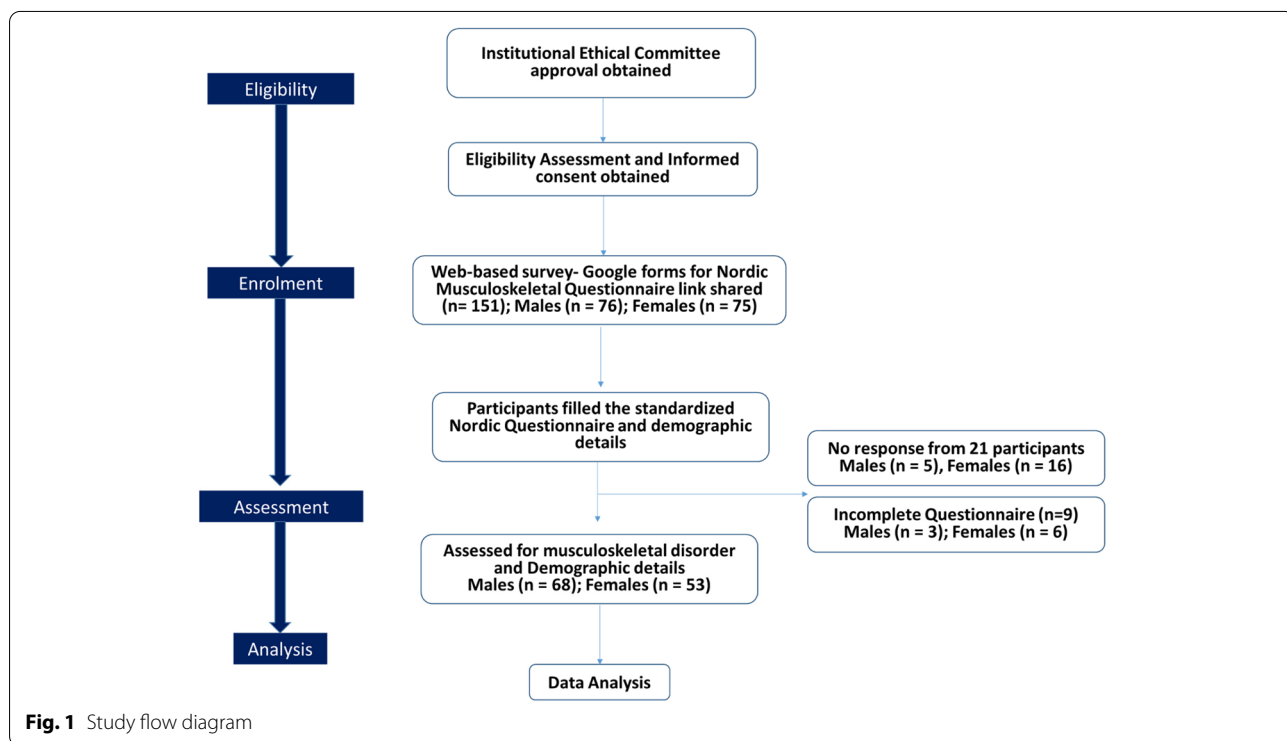 Institutional Ethical Committee
approval obtained
Eligibility
Eligibility Assessment and Informed
consent obtained
Enrolment
Web-based survey- Google forms for Nordic
Musculoskeletal Questionnaire link shared
(n= 151); Males (n = 76); Females (n = 75)
Participants filled the standardized
Nordic Questionnaire and demographic
details
No response from 21 participants
Males (n = 5), Females (n = 16)
Assessment
Incomplete Questionnaire (n=9)
Males (n = 3); Females (n = 6)
Assessed for musculoskeletal disorder
and Demographic details
Males (n = 68); Females (n = 53)
Analysis
Data Analysis
Fig. 1 Study flow diagram